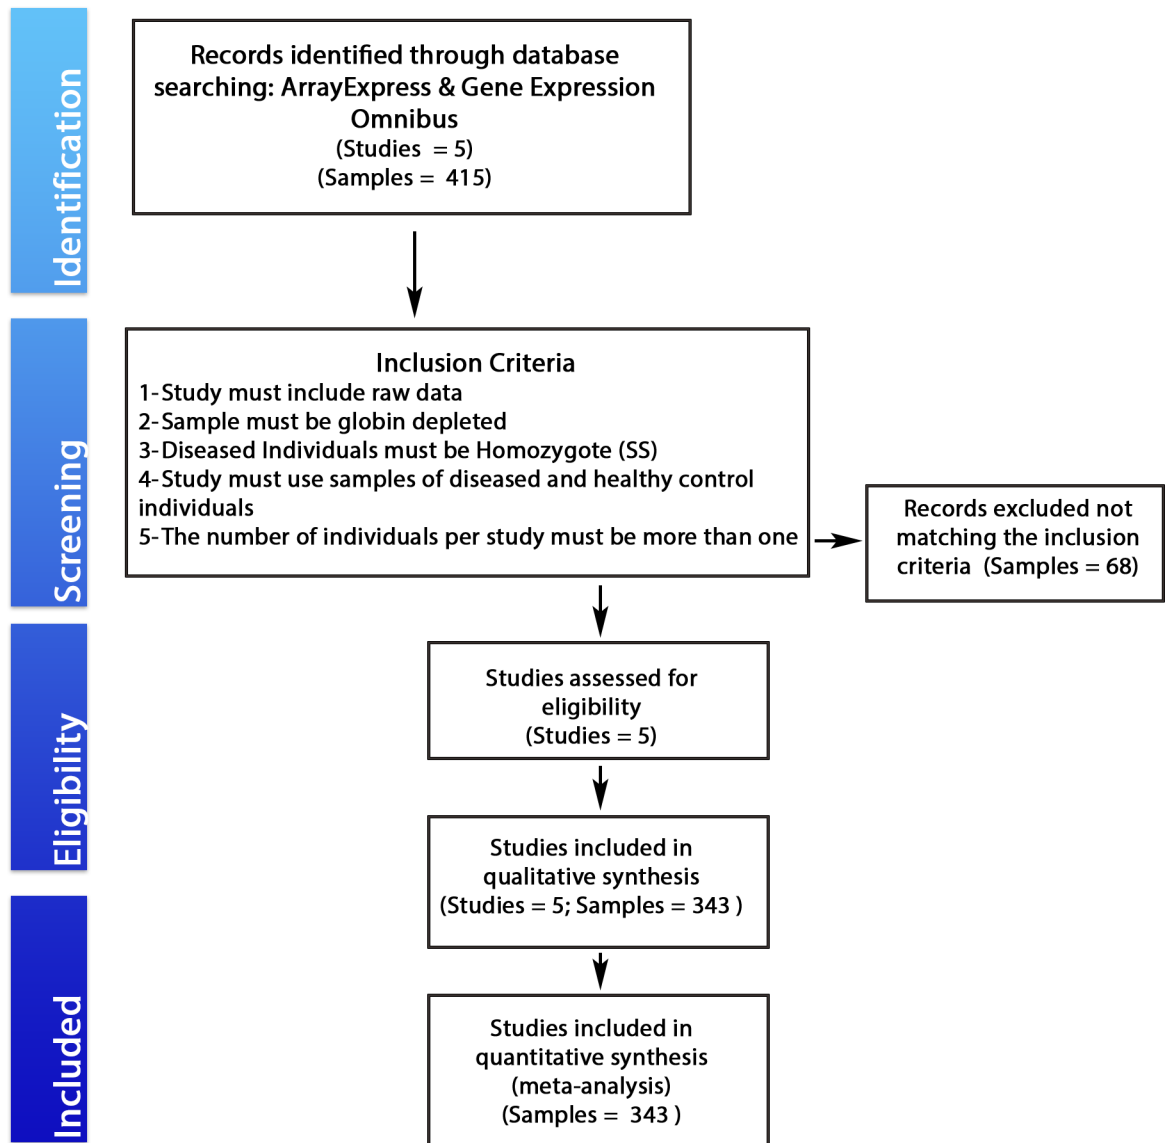 Identification
Records identified through database
searching: ArrayExpress & Gene Expression
Omnibus
(Studies = 5)
(Samples = 415)
Screening
Inclusion Criteria
1-Study must include raw data
2-Sample must be globin depleted
3-Diseased Individuals must be Homozygote (SS)
4-Study must use samples of diseased and healthy control
individuals
5-The number of individuals per study must be more than one
Records excluded not
matching the inclusion
criteria (Samples = 68)
Eligibility
Studies assessed for
eligibility
(Studies = 5)
Studies included in
qualitative synthesis
(Studies = 5; Samples = 343 )
Included
Studies included in
quantitative synthesis
(meta-analysis)
(Samples = 343 )